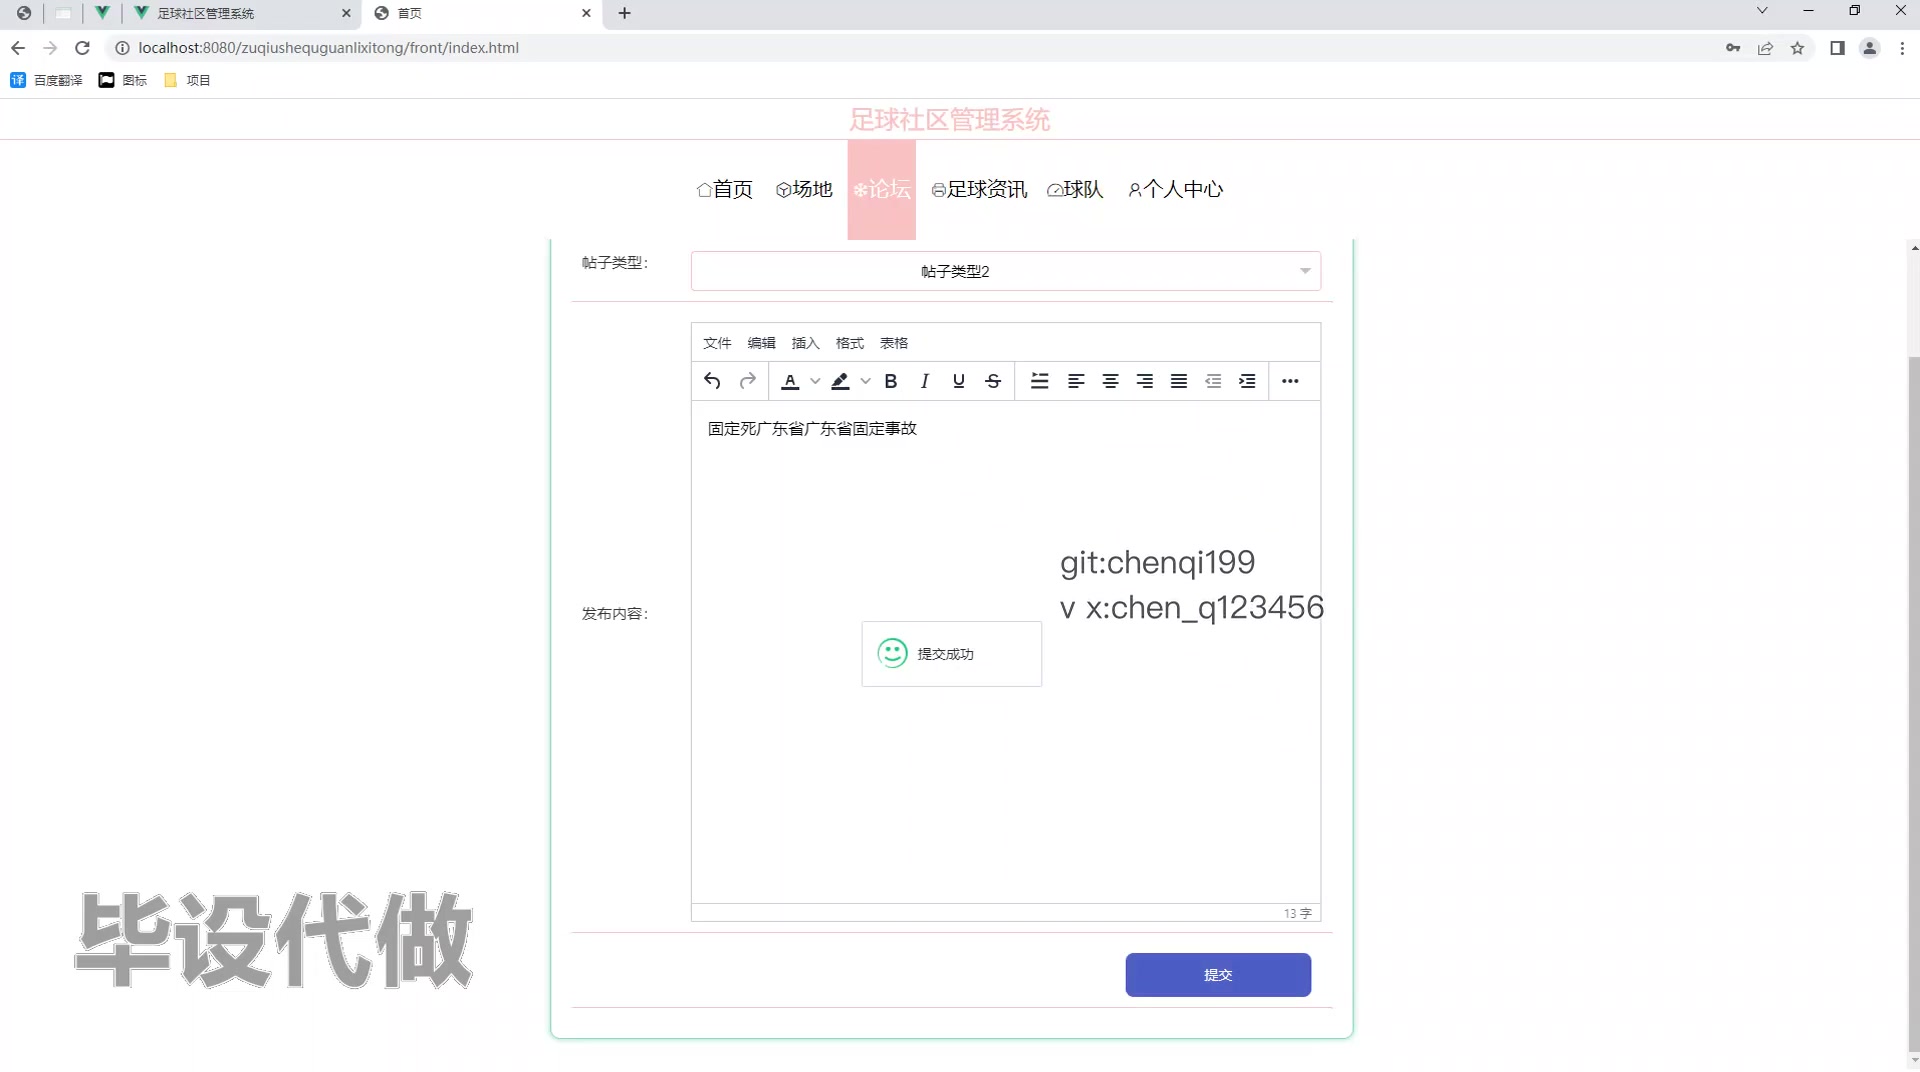 足球社区管理系统
首页
localhost:8080/zuqiushequguanlixitong/front/index.html
百度翻译
图标
项目
足球社区管理系统
首页
场地
论坛
足球资讯
球队
个人中心
帖子类型:
帖子类型2
文件 编辑 插入 格式 表格
固定死广东省广东省固定事故
git:chenqi199
v x:chen_q123456
发布内容:
提交成功
13 字
毕设代做
提交